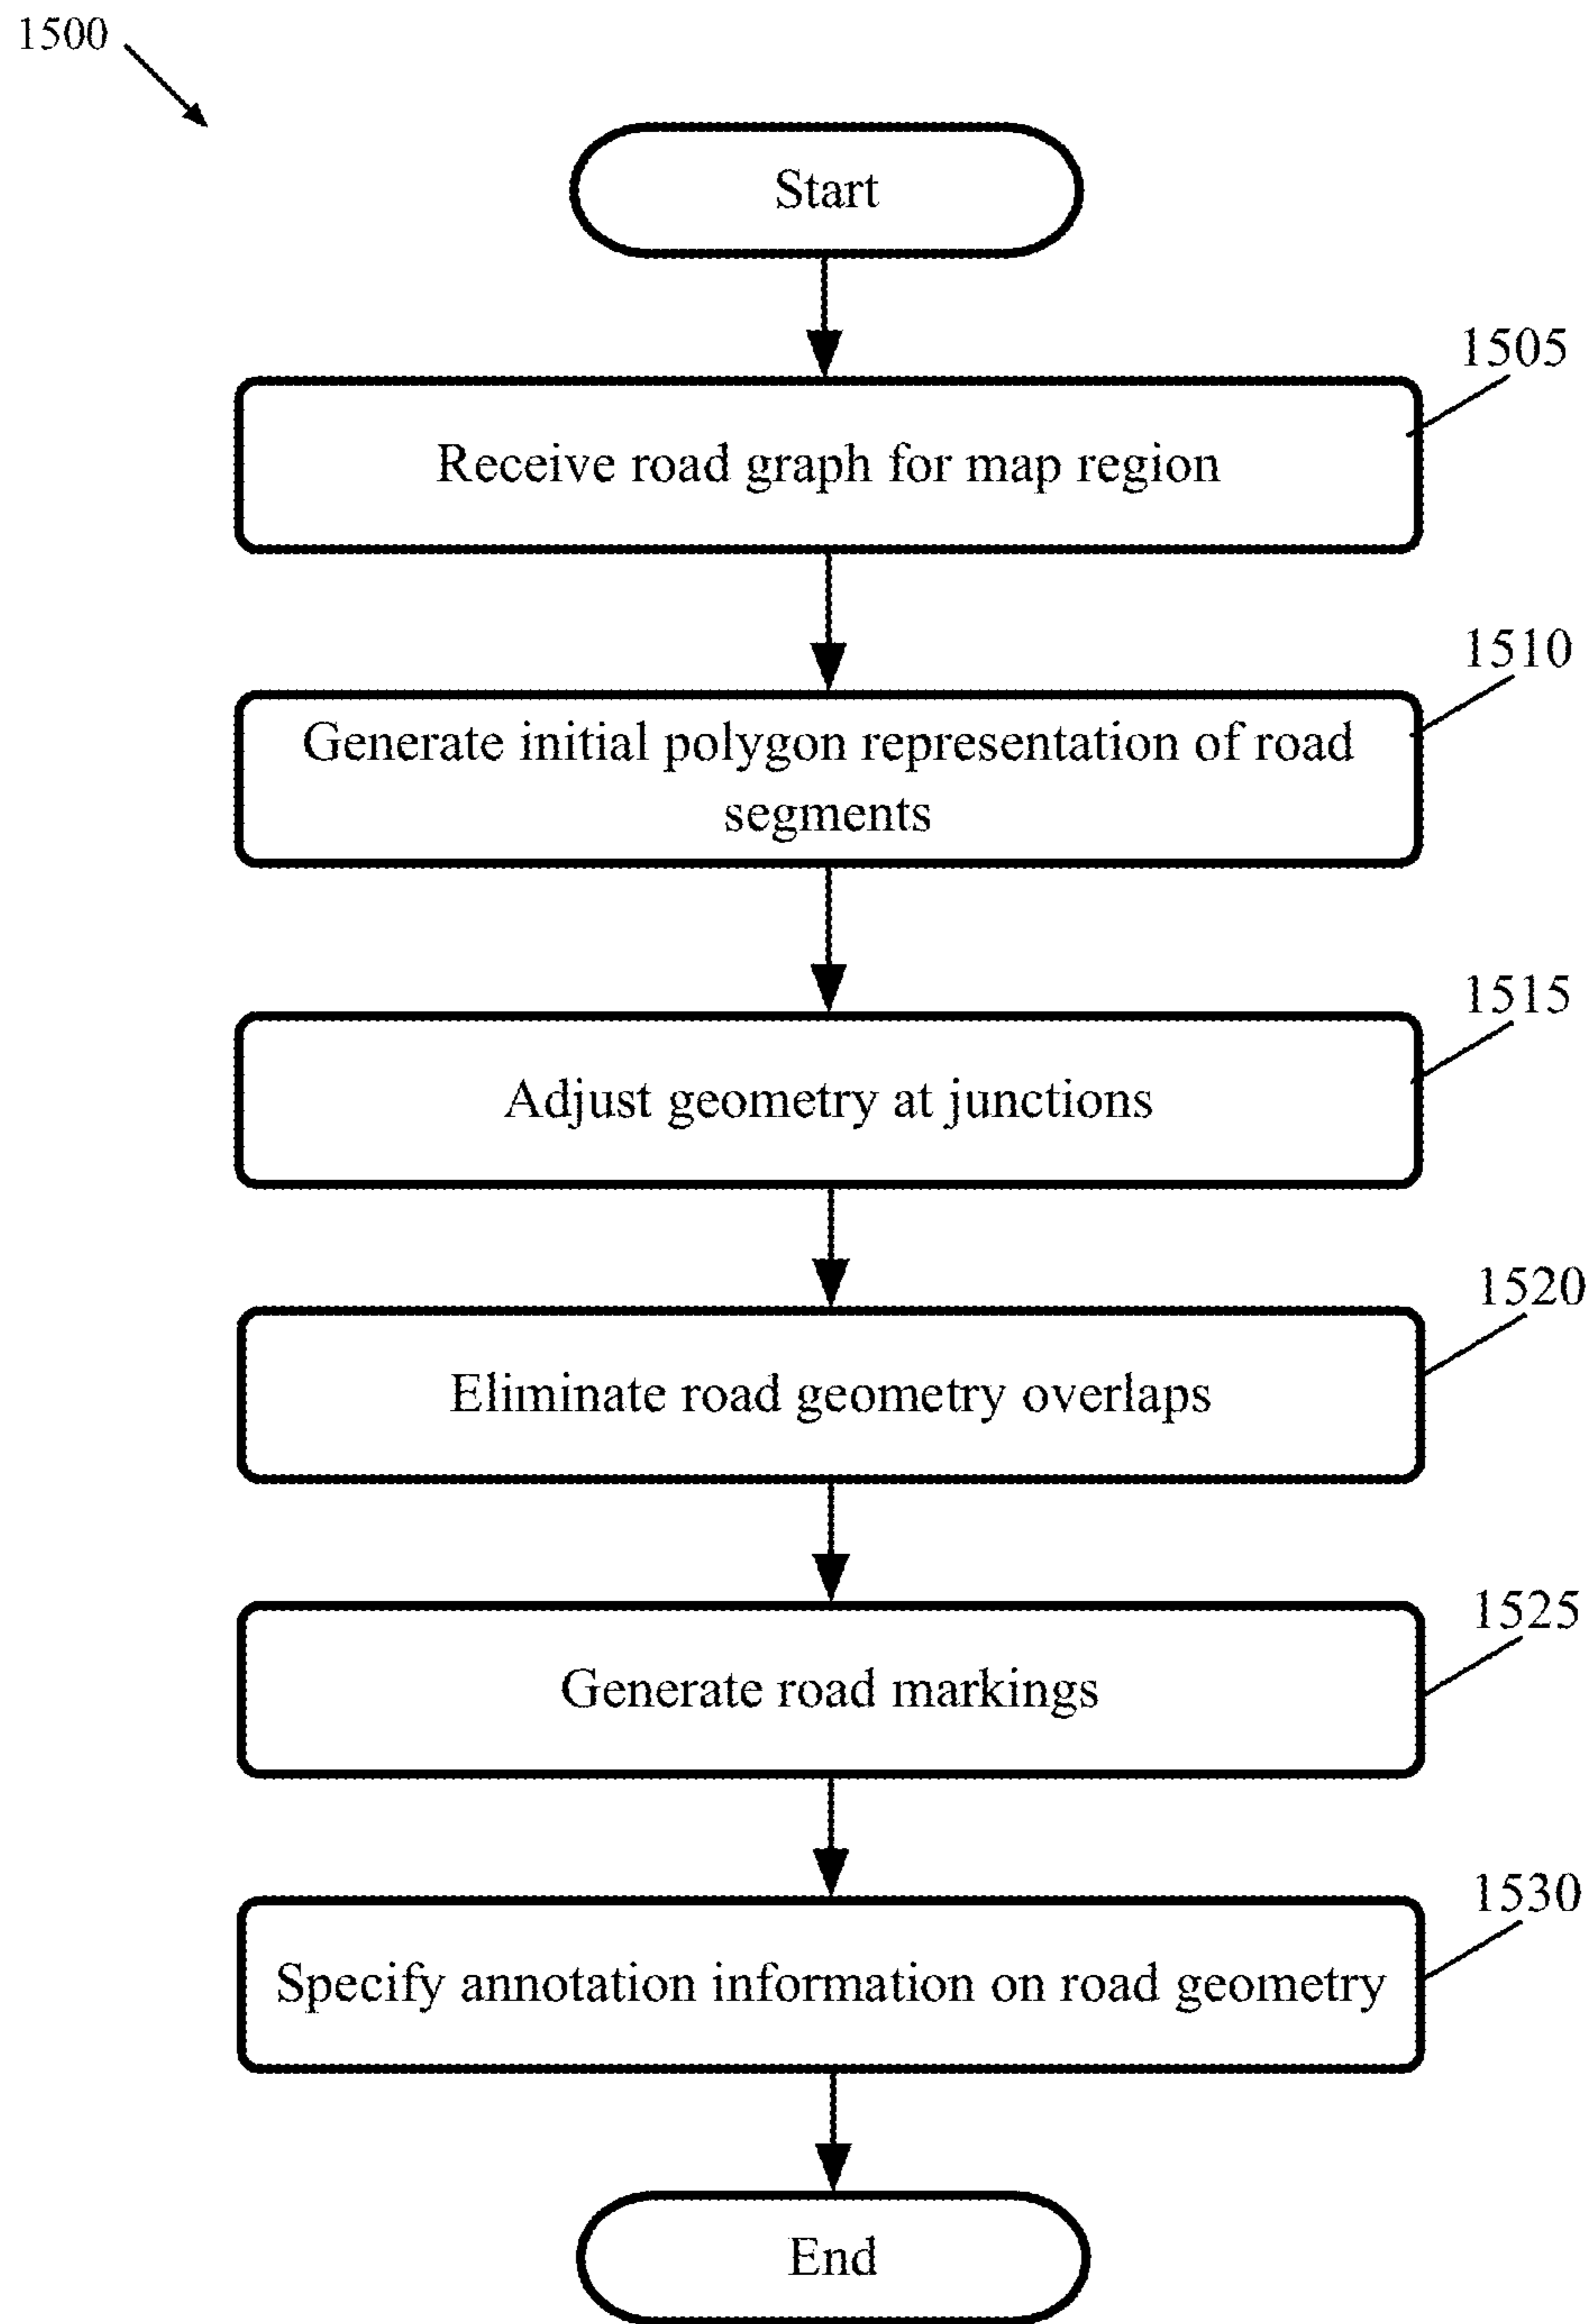 1500
Start
1505
Receive road graph for map region
1510
Generate initial polygon representation of road
segments
1515
Adjust geometry at junctions
1520
Eliminate road geometry overlaps
1525
Generate road markings
1530
Specify annotation information on road geometry
End